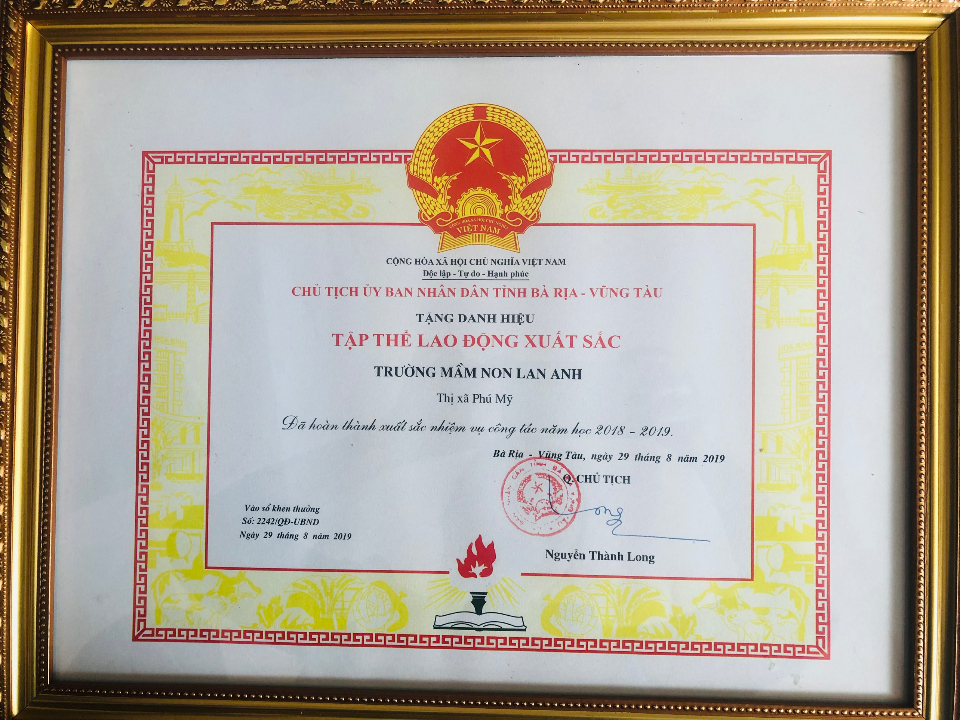 VIỆT NAM
CỘNG HÒA XÃ HỘI CHỦ NGHĨA VIỆT NAM
Độc lập - Tự do - Hạnh phúc
CHỦ TỊCH ỦY BAN NHÂN DÂN TỈNH BÀ RỊA - VŨNG TÀU
TẶNG DANH HIỆU
TẬP THỂ LAO ĐỘNG XUẤT SẮC
TRƯỜNG MẦM NON LAN ANH
Thị xã Phú Mỹ
Đã hoàn thành xuất sắc nhiệm vụ công tác năm học 2018 - 2019.
Bà Rịa - Vũng Tàu, ngày 29 tháng 8 năm 2019
Q. CHỦ TỊCH
Vào sổ khen thưởng
Số: 2242/QĐ-UBND
Ngày 29 tháng 8 năm 2019
Nguyễn Thành Long